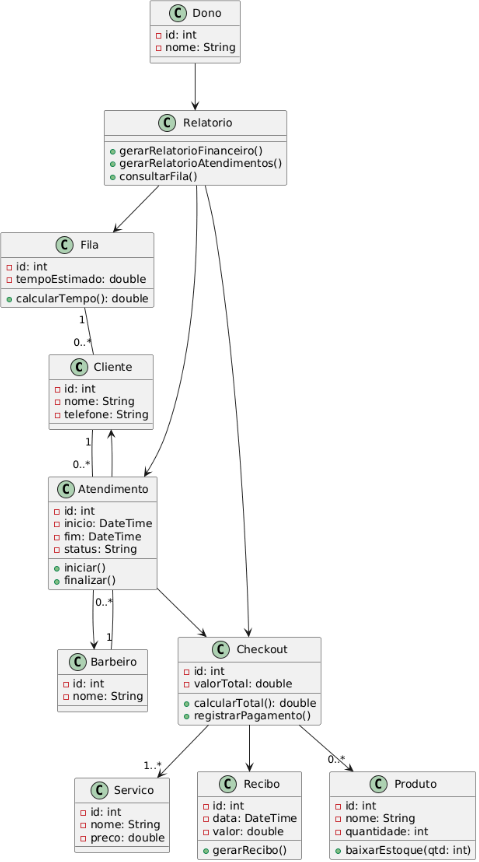 C Dono
id: int
nome: String
C Relatorio
gerarRelatorioFinanceiro()
gerarRelatorioAtendimentos()
consultarFila()
C Fila
id: int
tempoEstimado: double
calcularTempo(): double
1
0..*
C Cliente
id: int
nome: String
telefone: String
1
0..*
C Atendimento
id: int
inicio: DateTime
fim: DateTime
status: String
iniciar()
finalizar()
0..*
1
C Barbeiro
id: int
nome: String
C Checkout
id: int
valorTotal: double
calcularTotal(): double
registrarPagamento()
1..*
0..*
C Servico
id: int
nome: String
preco: double
C Recibo
id: int
data: DateTime
valor: double
gerarRecibo()
C Produto
id: int
nome: String
quantidade: int
baixarEstoque(qtd: int)